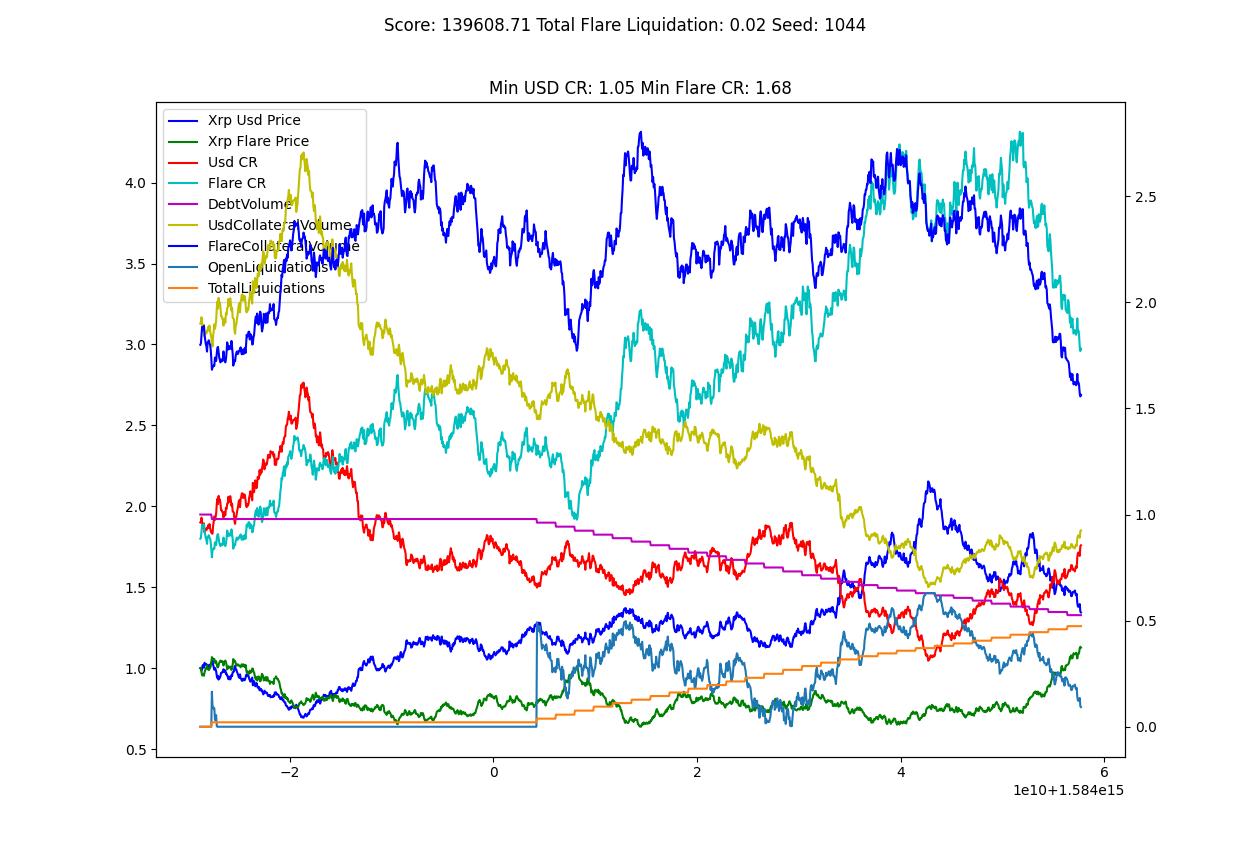 Score: 139608.71 Total Flare Liquidation: 0.02 Seed: 1044
Min USD CR: 1.05 Min Flare CR: 1.68
Xrp Usd Price
Xrp Flare Price
Usd CR
Flare CR
DebtVolume
UsdCollateralVolume
FlareCollateralVolume
OpenLiquidations
TotalLiquidations
4.0
3.5
3.0
2.5
2.0
1.5
1.0
0.5
2.5
2.0
1.5
1.0
0.5
0.0
−2 0 2 4 6
1e10+1.584e15